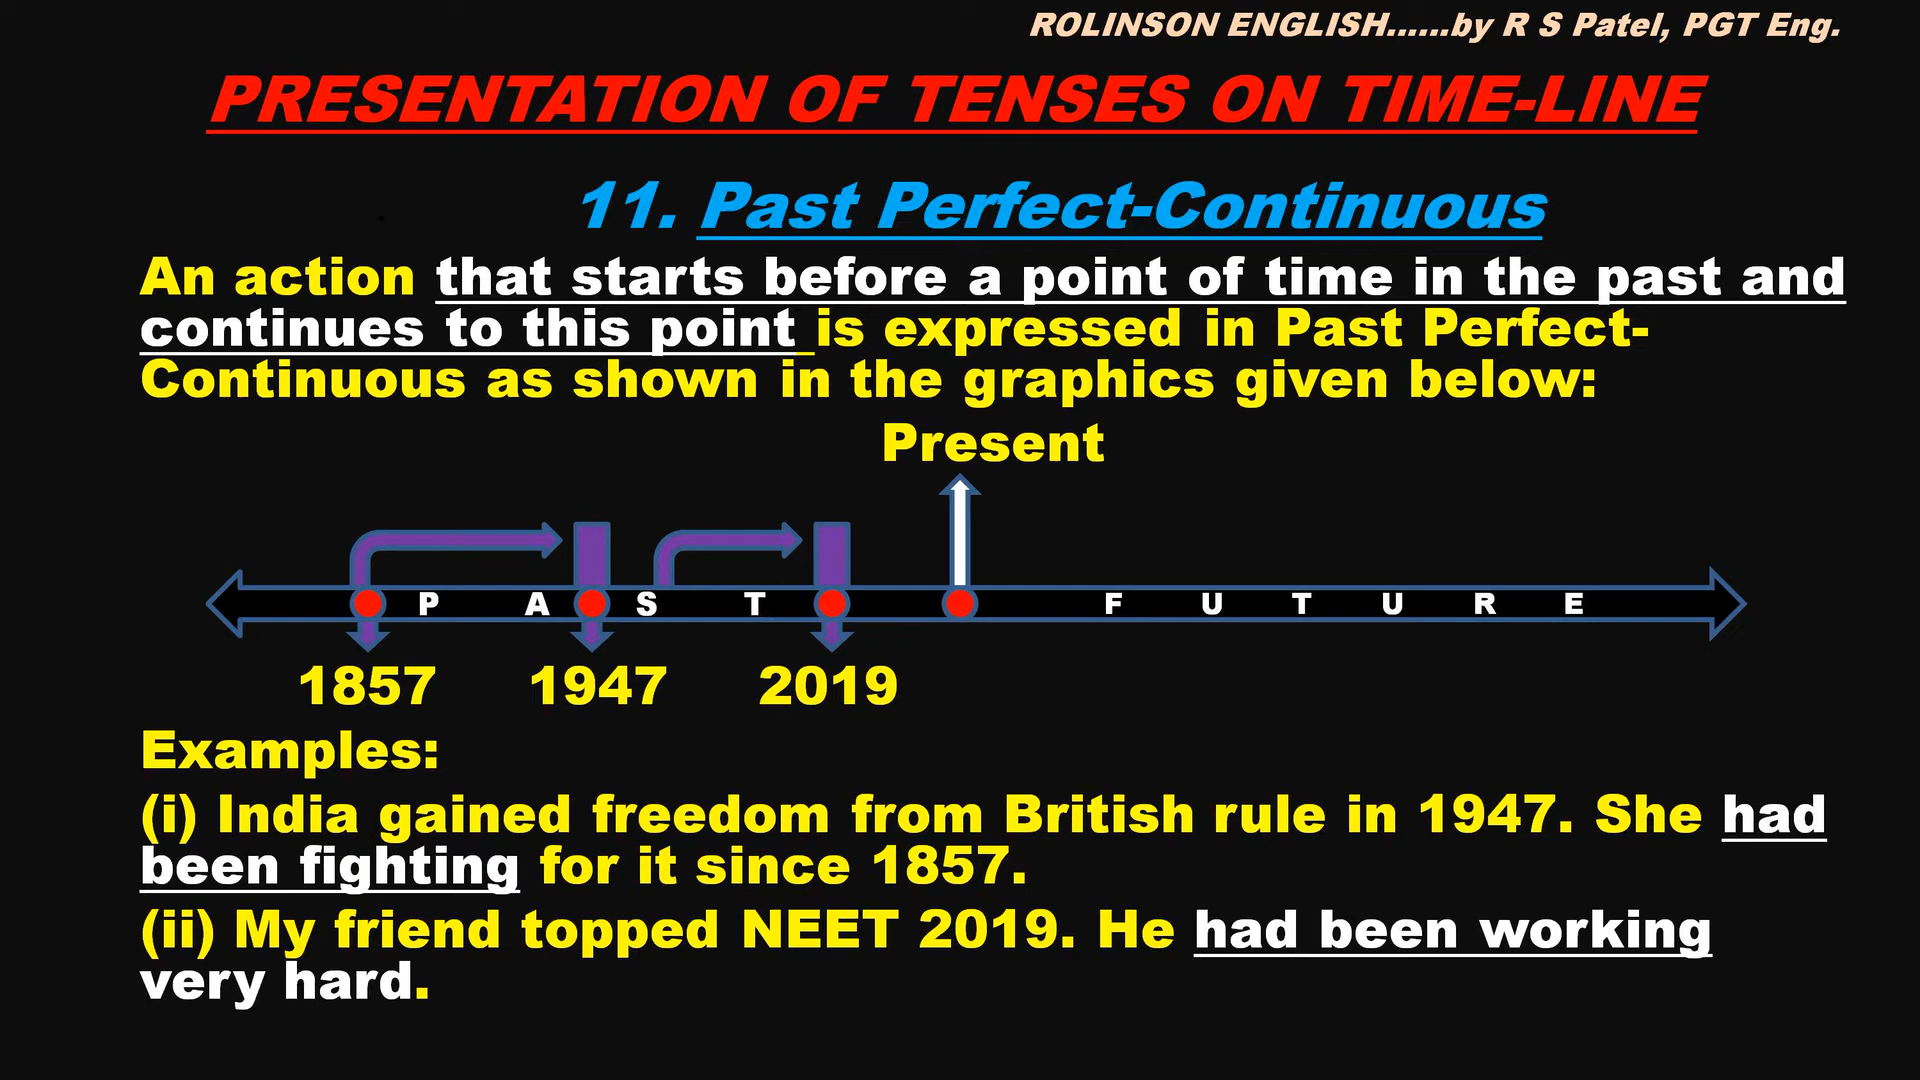 ROLINSON ENGLISH......by R S Patel, PGT Eng.
PRESENTATION OF TENSES ON TIME-LINE
11. Past Perfect-Continuous
An action that starts before a point of time in the past and
continues to this point is expressed in Past Perfect-
Continuous as shown in the graphics given below:
Present
P A S T F U T U R E
1857 1947 2019
Examples:
(i) India gained freedom from British rule in 1947. She had
been fighting for it since 1857.
(ii) My friend topped NEET 2019. He had been working
very hard.